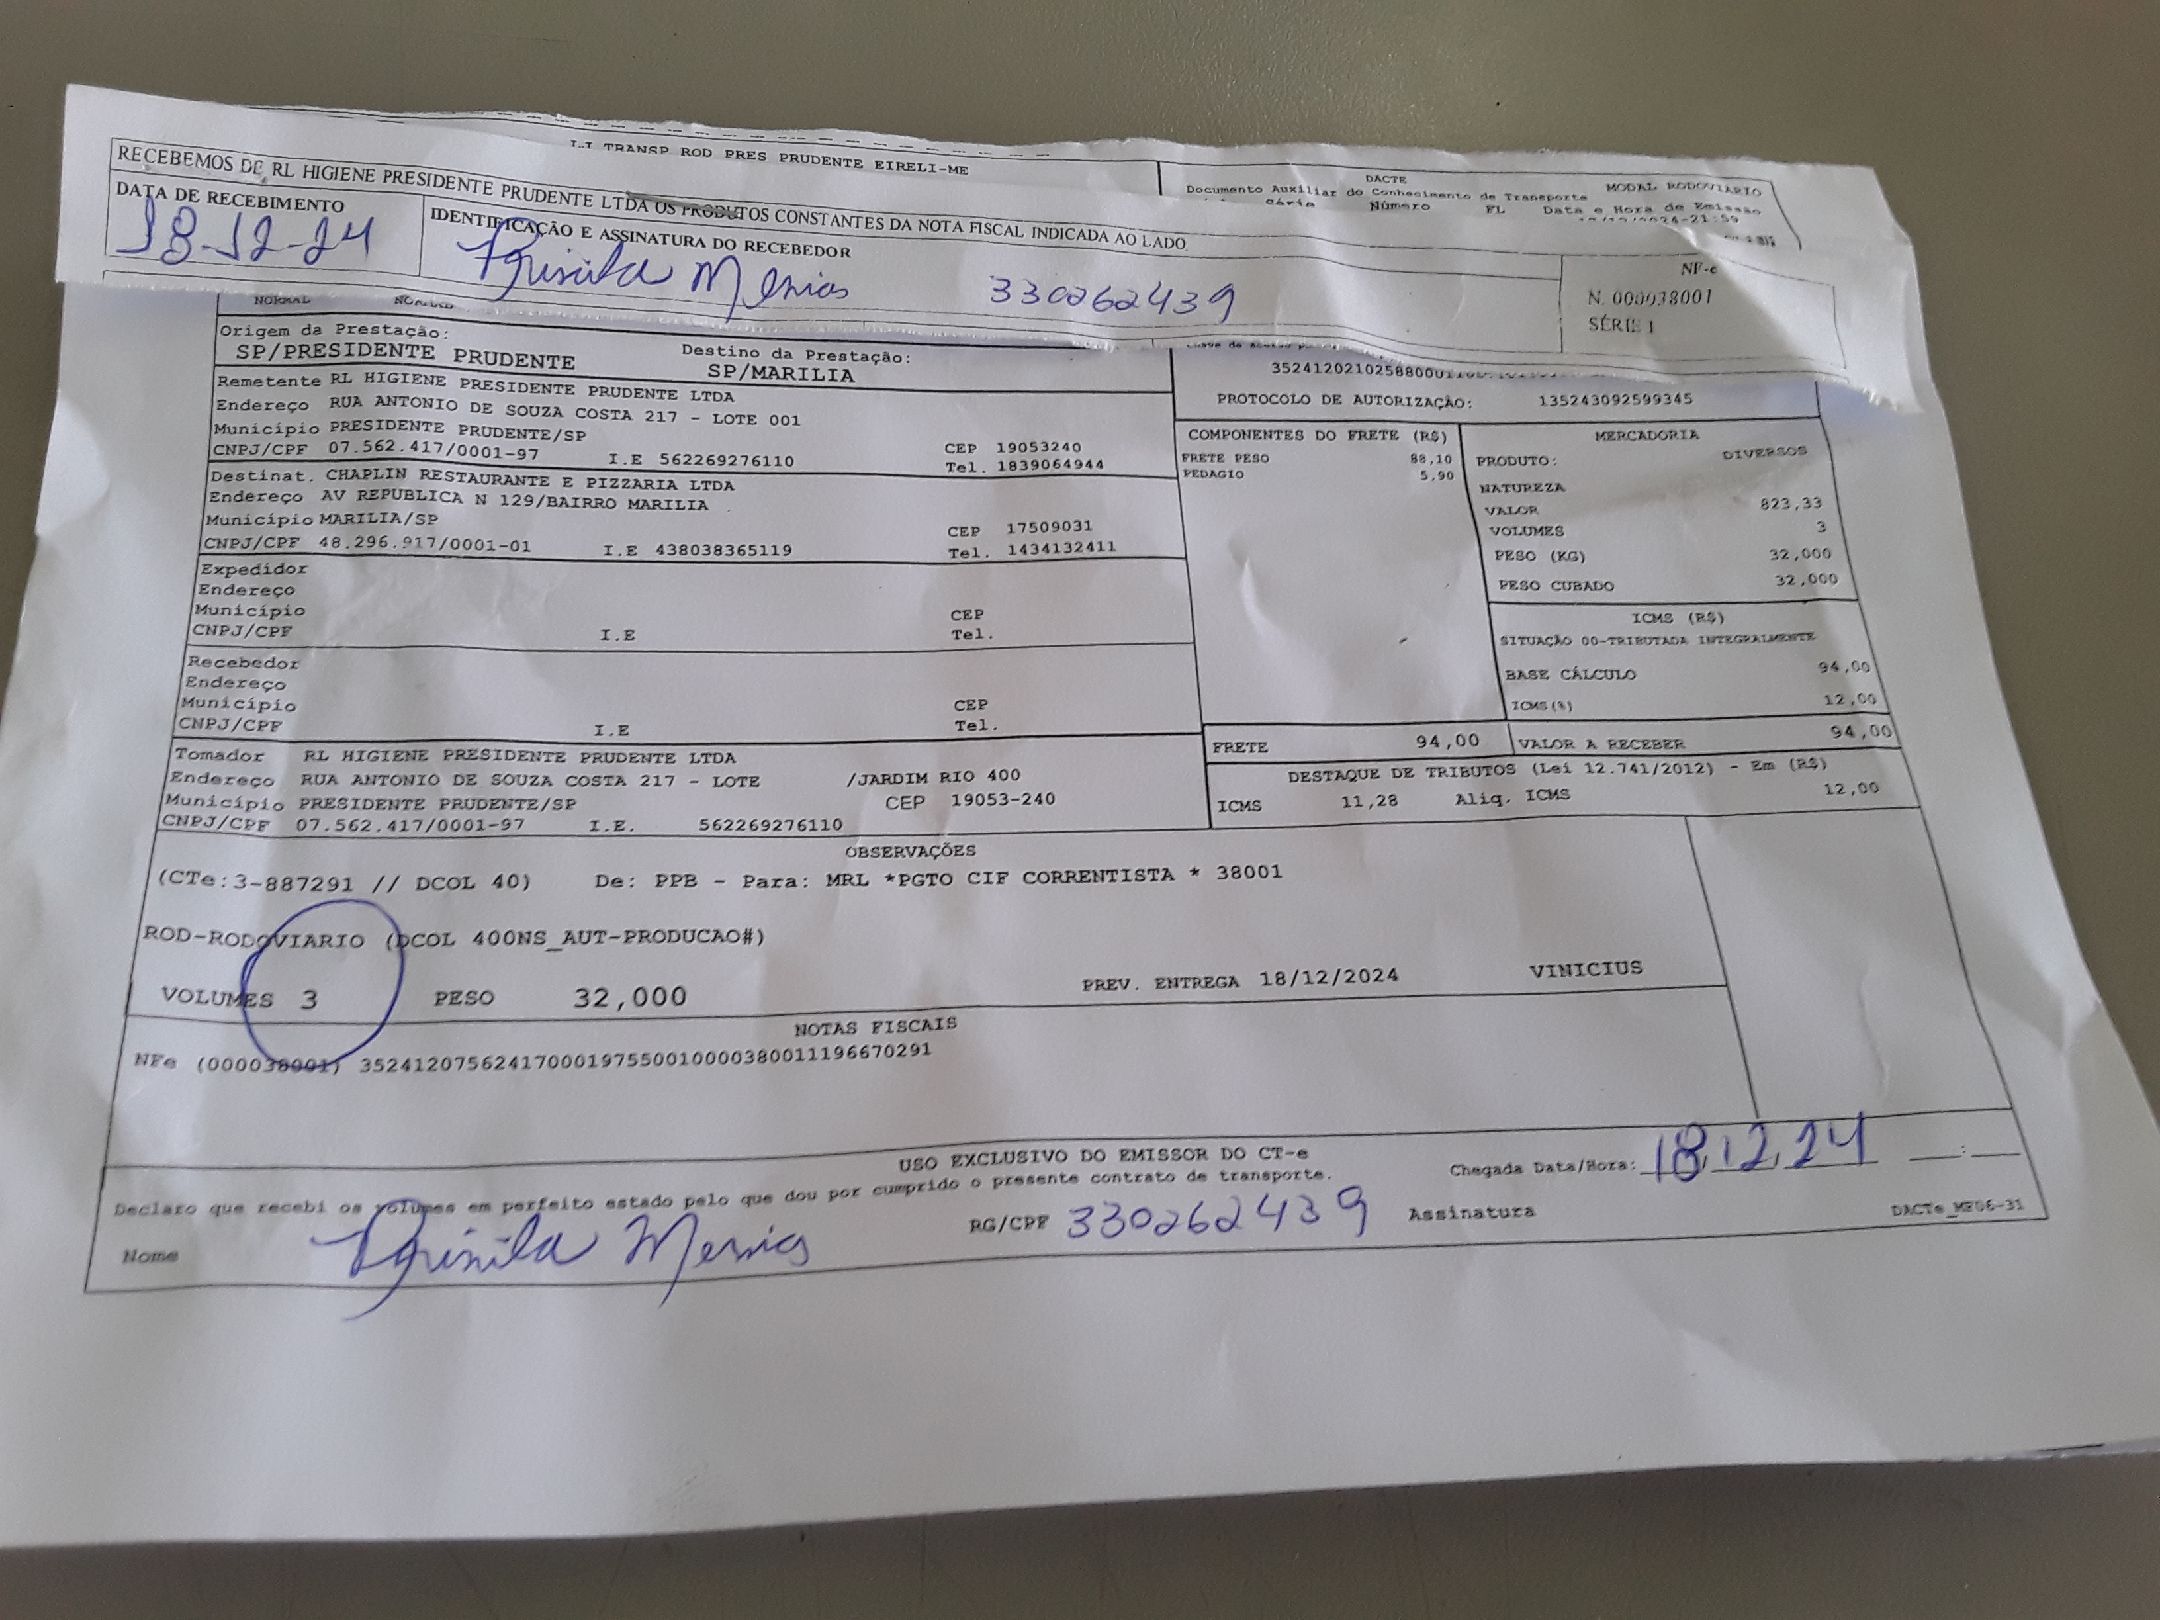 TRANSP ROD PRES PRUDENTE EIRELI-ME
DACTE
MODAL RODOVIARIO
Documento Auxiliar do Conhecimento de Transporte
Série Número FL Data e Hora de Emissão
RECEBEMOS DE RL HIGIENE PRESIDENTE PRUDENTE LTDA OS PRODUTOS CONSTANTES DA NOTA FISCAL INDICADA AO LADO.
DATA DE RECEBIMENTO
18-12-24
IDENTIFICAÇÃO E ASSINATURA DO RECEBEDOR
330262439
NF-e
N. 000038001
SÉRIE 1
NORMAL
Origem da Prestação:
SP/PRESIDENTE PRUDENTE
Destino da Prestação:
SP/MARILIA
PROTOCOLO DE AUTORIZAÇÃO: 135243092599345
Remetente RL HIGIENE PRESIDENTE PRUDENTE LTDA
Endereço RUA ANTONIO DE SOUZA COSTA 217 - LOTE 001
Município PRESIDENTE PRUDENTE/SP CEP 19053240
CNPJ/CPF 07.562.417/0001-97 I.E 562269276110 Tel. 1839064944
Destinat. CHAPLIN RESTAURANTE E PIZZARIA LTDA
Endereço AV REPUBLICA N 129/BAIRRO MARILIA
Município MARILIA/SP CEP 17509031
CNPJ/CPF 48.296.917/0001-01 I.E 438038365119 Tel. 1434132411
Expedidor
Endereço
Município CEP
CNPJ/CPF I.E Tel.
Recebedor
Endereço
Município CEP
CNPJ/CPF I.E Tel.
Tomador RL HIGIENE PRESIDENTE PRUDENTE LTDA
Endereço RUA ANTONIO DE SOUZA COSTA 217 - LOTE /JARDIM RIO 400
Município PRESIDENTE PRUDENTE/SP CEP 19053-240
CNPJ/CPF 07.562.417/0001-97 I.E. 562269276110
COMPONENTES DO FRETE (R$)
FRETE PESO 88,10
PEDAGIO 5,90
MERCADORIA
PRODUTO: DIVERSOS
NATUREZA
VALOR 823,33
VOLUMES 3
PESO (KG) 32,000
PESO CUBADO 32,000
ICMS (R$)
SITUAÇÃO 00-TRIBUTADA INTEGRALMENTE
BASE CÁLCULO 94,00
ICMS(%) 12,00
FRETE 94,00 VALOR A RECEBER 94,00
DESTAQUE DE TRIBUTOS (Lei 12.741/2012) - Em (R$)
ICMS 11,28 Aliq. ICMS 12,00
OBSERVAÇÕES
(CTe:3-887291 // DCOL 40) De: PPB - Para: MRL *PGTO CIF CORRENTISTA * 38001
ROD-RODOVIARIO (DCOL 400NS_AUT-PRODUCAO#)
VOLUMES 3 PESO 32,000 PREV. ENTREGA 18/12/2024 VINICIUS
NOTAS FISCAIS
NFe (000038001) 35241207562417000197550010000380011196670291
USO EXCLUSIVO DO EMISSOR DO CT-e
Declaro que recebi os volumes em perfeito estado pelo que dou por cumprido o presente contrato de transporte.
Chegada Data/Hora: 18,12,24 __:__
Nome
RG/CPF 330262439 Assinatura